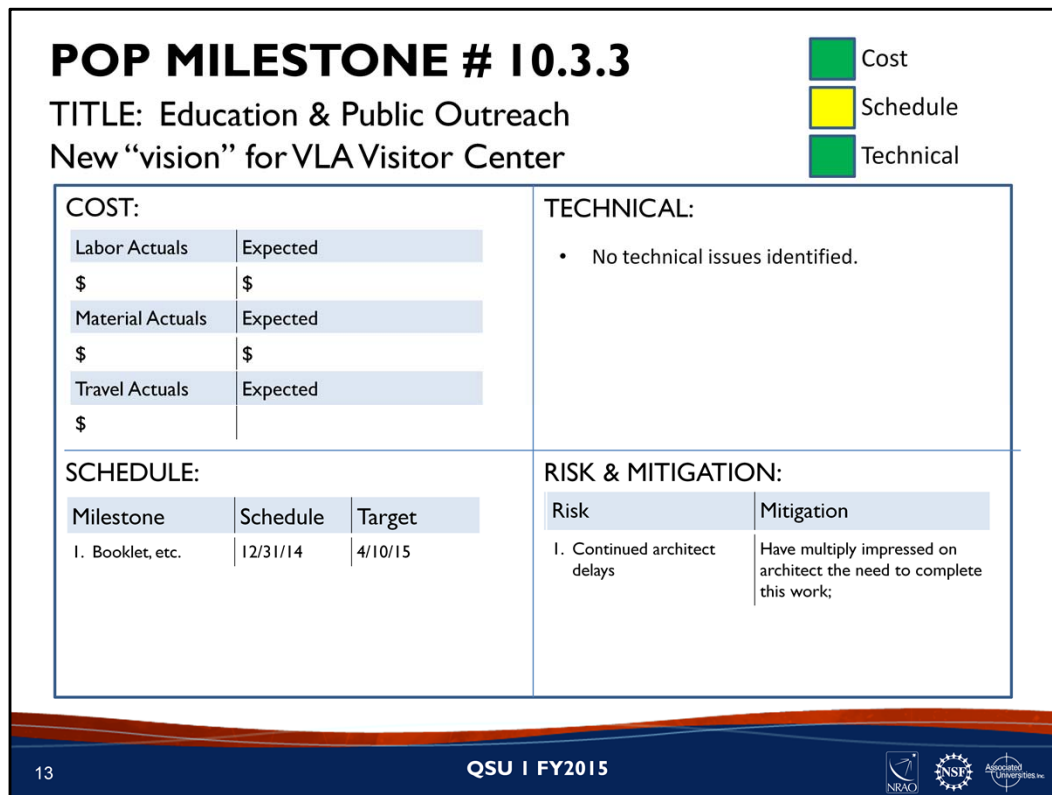 POP MILESTONE # 10.3.3
TITLE: Education & Public Outreach
New “vision” for VLA Visitor Center
Cost
Schedule
Technical
COST:
Labor Actuals Expected
$ $
Material Actuals Expected
$ $
Travel Actuals Expected
$
TECHNICAL:
• No technical issues identified.
SCHEDULE:
Milestone Schedule Target
1. Booklet, etc. 12/31/14 4/10/15
RISK & MITIGATION:
Risk Mitigation
1. Continued architect Have multiply impressed on
delays architect the need to complete
this work;
13
QSU 1 FY2015
NRAO
NSF
Associated
Universities, Inc.